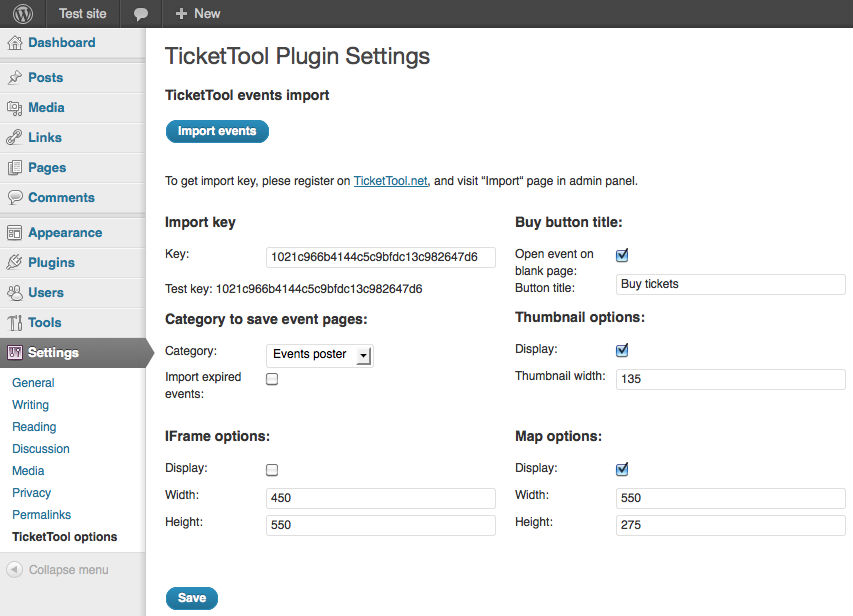 Test site
New
Dashboard
Posts
Media
Links
Pages
Comments
Appearance
Plugins
Users
Tools
Settings
General
Writing
Reading
Discussion
Media
Privacy
Permalinks
TicketTool options
Collapse menu
TicketTool Plugin Settings
TicketTool events import
Import events
To get import key, plese register on TicketTool.net, and visit "Import" page in admin panel.
Import key
Key: 1021c966b4144c5c9bfdc13c982647d6
Test key: 1021c966b4144c5c9bfdc13c982647d6
Category to save event pages:
Category: Events poster
Import expired
events:
IFrame options:
Display:
Width: 450
Height: 550
Buy button title:
Open event on
blank page:
Button title: Buy tickets
Thumbnail options:
Display:
Thumbnail width: 135
Map options:
Display:
Width: 550
Height: 275
Save